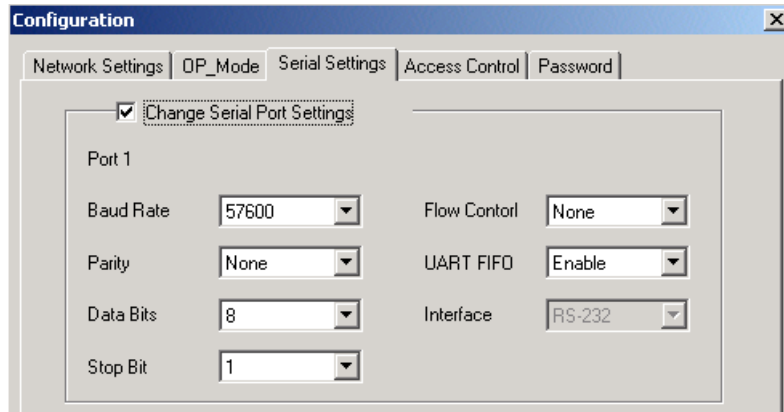 Configuration
Network Settings OP_Mode Serial Settings Access Control Password
Change Serial Port Settings
Port 1
Baud Rate 57600 Flow Contorl None
Parity None UART FIFO Enable
Data Bits 8 Interface RS-232
Stop Bit 1